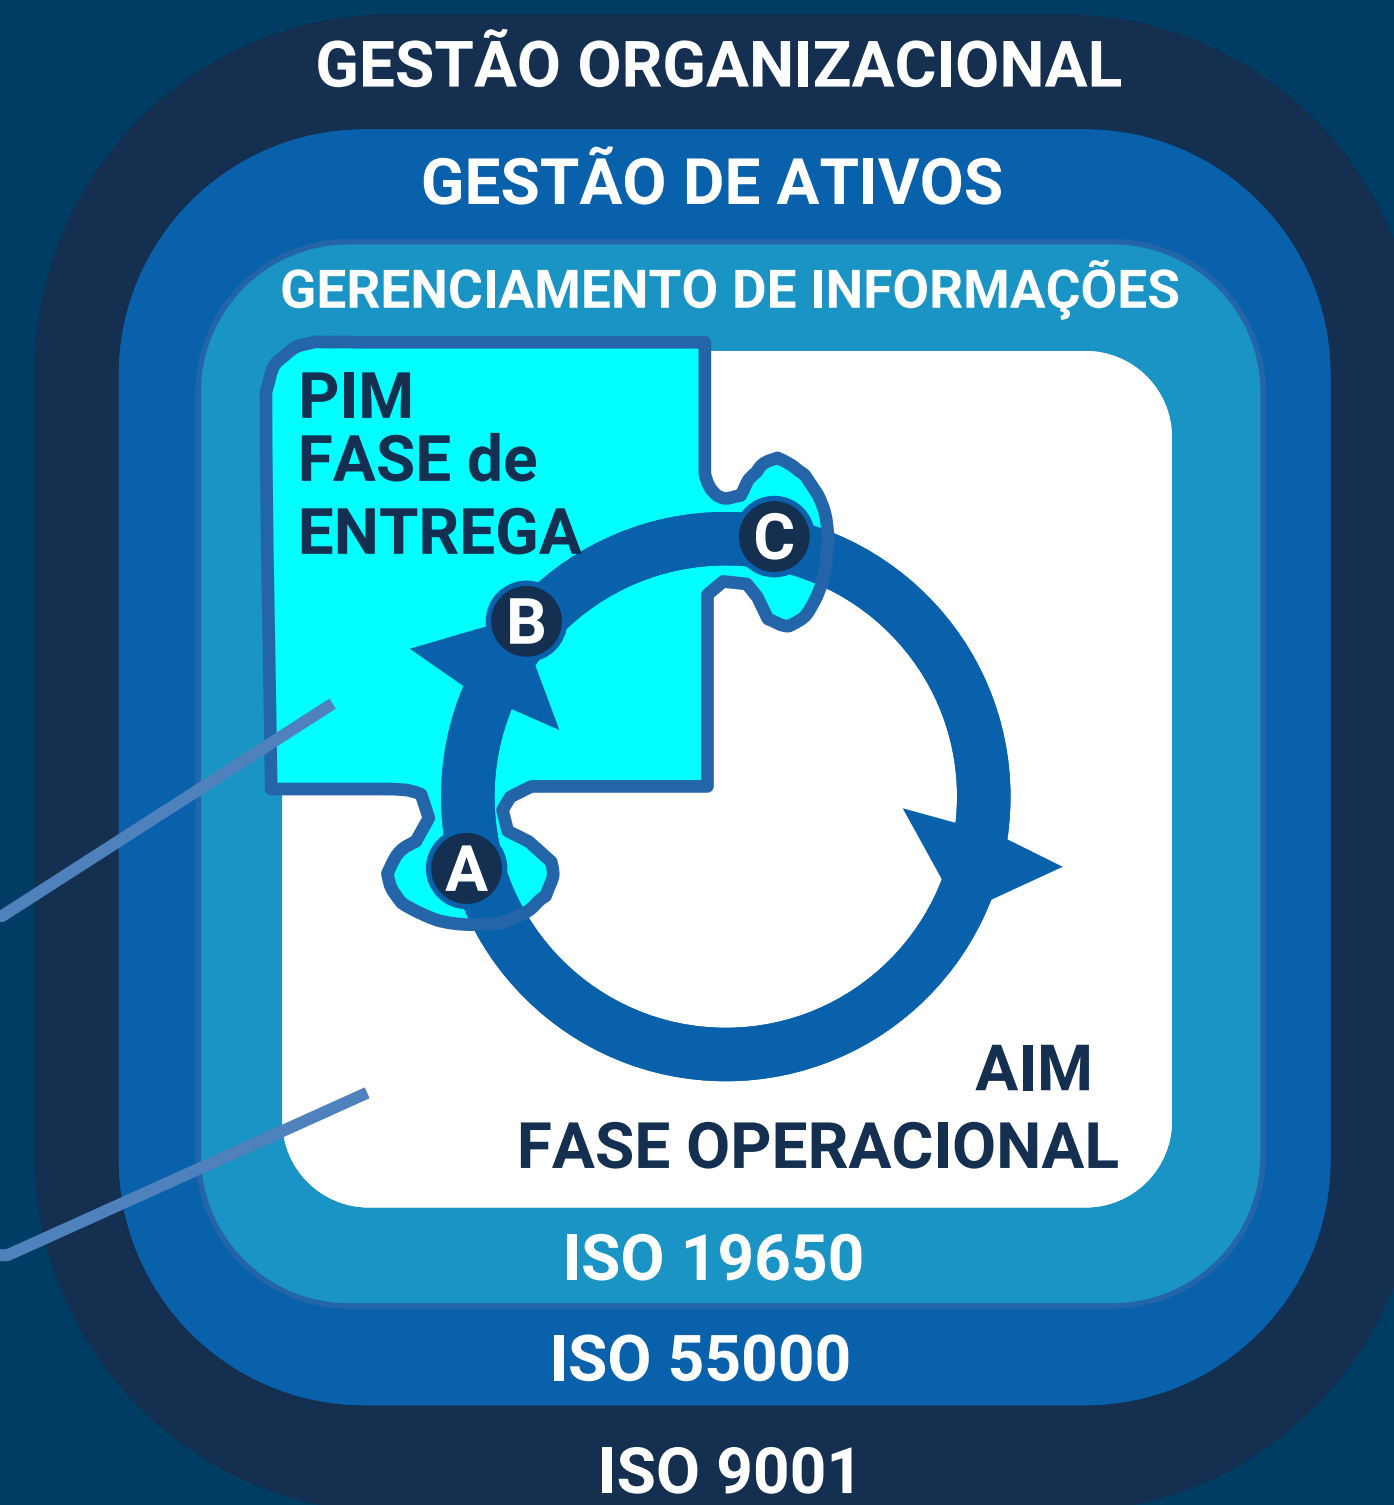 GESTÃO ORGANIZACIONAL
GESTÃO DE ATIVOS
GERENCIAMENTO DE INFORMAÇÕES
PIM
FASE de
ENTREGA
C
B
A
AIM
FASE OPERACIONAL
ISO 19650
ISO 55000
ISO 9001